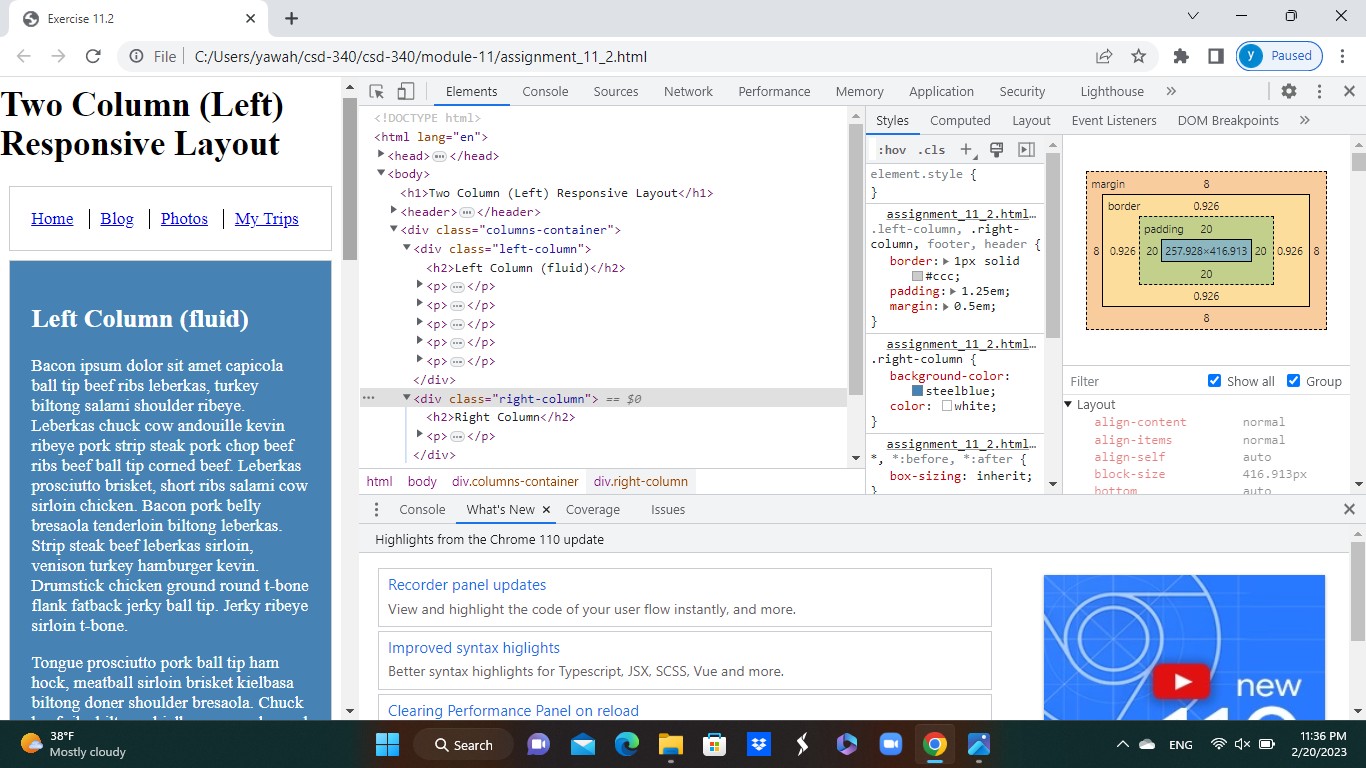 Exercise 11.2
File
C:/Users/yawah/csd-340/csd-340/module-11/assignment_11_2.html
y
Paused
Two Column (Left)
Responsive Layout
Home
Blog
Photos
My Trips
Left Column (fluid)
Bacon ipsum dolor sit amet capicola
ball tip beef ribs leberkas, turkey
biltong salami shoulder ribeye.
Leberkas chuck cow andouille kevin
ribeye pork strip steak pork chop beef
ribs beef ball tip corned beef. Leberkas
prosciutto brisket, short ribs salami cow
sirloin chicken. Bacon pork belly
bresaola tenderloin biltong leberkas.
Strip steak beef leberkas sirloin,
venison turkey hamburger kevin.
Drumstick chicken ground round t-bone
flank fatback jerky ball tip. Jerky ribeye
sirloin t-bone.
Tongue prosciutto pork ball tip ham
hock, meatball sirloin brisket kielbasa
biltong doner shoulder bresaola. Chuck
Elements Console Sources Network Performance Memory Application Security Lighthouse »
<!DOCTYPE html>
<html lang="en">
<head>…</head>
<body>
<h1>Two Column (Left) Responsive Layout</h1>
<header>…</header>
<div class="columns-container">
<div class="left-column">
<h2>Left Column (fluid)</h2>
<p>…</p>
<p>…</p>
<p>…</p>
<p>…</p>
<p>…</p>
</div>
<div class="right-column"> == $0
<h2>Right Column</h2>
<p>…</p>
</div>
html body div.columns-container div.right-column
Styles Computed Layout Event Listeners DOM Breakpoints »
:hov .cls +
element.style {
}
assignment_11_2.html…
.left-column, .right-
column, footer, header {
border: 1px solid
#ccc;
padding: 1.25em;
margin: 0.5em;
}
assignment_11_2.html…
.right-column {
background-color:
steelblue;
color: white;
}
assignment_11_2.html…
*, *:before, *:after {
box-sizing: inherit;
}
margin 8
border 0.926
padding 20
8 0.926 20 257.928×416.913 20 0.926 8
20
0.926
8
Filter
Show all
Group
Layout
align-content normal
align-items normal
align-self auto
block-size 416.913px
bottom auto
Console What's New × Coverage Issues
Highlights from the Chrome 110 update
Recorder panel updates
View and highlight the code of your user flow instantly, and more.
Improved syntax higlights
Better syntax highlights for Typescript, JSX, SCSS, Vue and more.
Clearing Performance Panel on reload
new
110
38°F
Mostly cloudy
Search
ENG
11:36 PM
2/20/2023